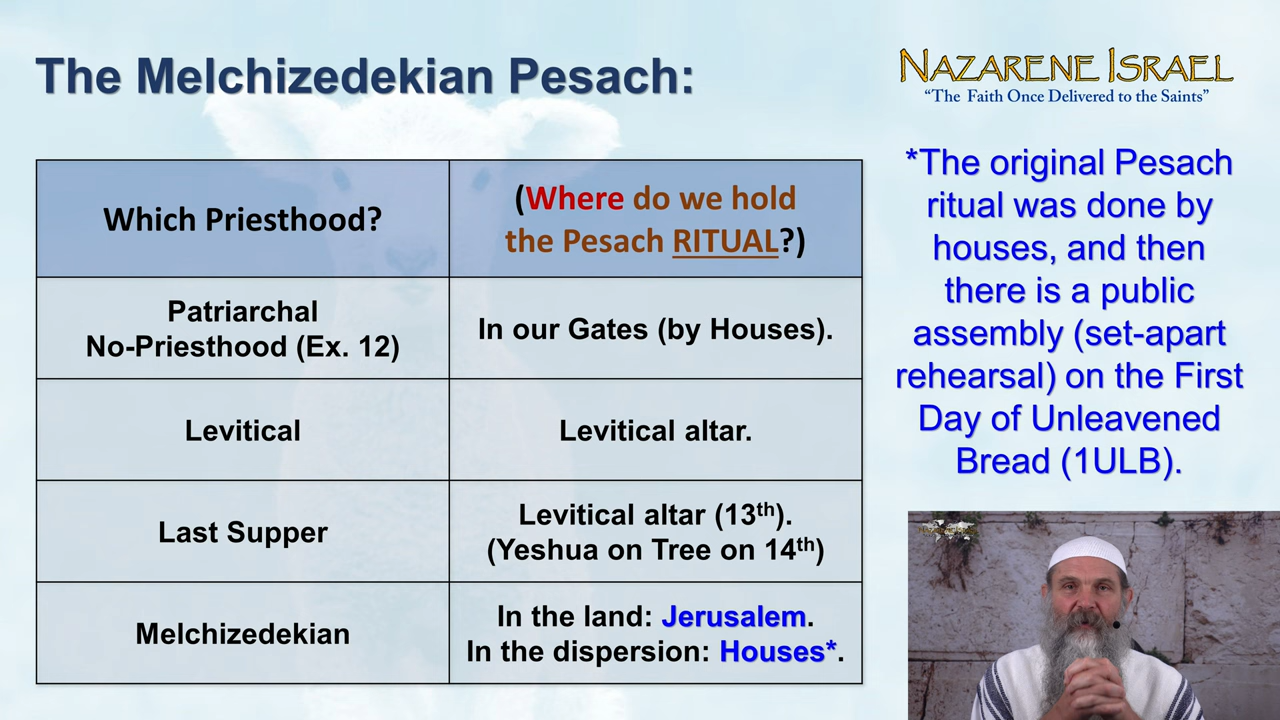 The Melchizedekian Pesach:
NAZARENE ISRAEL
“The Faith Once Delivered to the Saints”
Which Priesthood?
(Where do we hold
the Pesach RITUAL?)
Patriarchal
No-Priesthood (Ex. 12)
In our Gates (by Houses).
Levitical
Levitical altar.
Last Supper
Levitical altar (13th).
(Yeshua on Tree on 14th)
Melchizedekian
In the land: Jerusalem.
In the dispersion: Houses*.
*The original Pesach
ritual was done by
houses, and then
there is a public
assembly (set-apart
rehearsal) on the First
Day of Unleavened
Bread (1ULB).